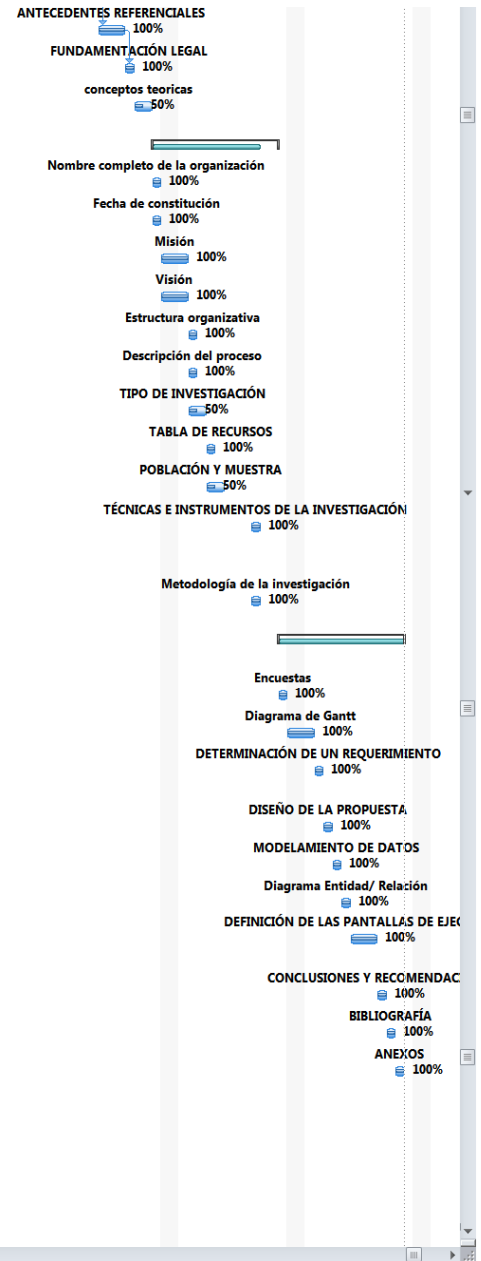 ANTECEDENTES REFERENCIALES
100%
FUNDAMENTACIÓN LEGAL
100%
conceptos teoricas
50%
Nombre completo de la organización
100%
Fecha de constitución
100%
Misión
100%
Visión
100%
Estructura organizativa
100%
Descripción del proceso
100%
TIPO DE INVESTIGACIÓN
50%
TABLA DE RECURSOS
100%
POBLACIÓN Y MUESTRA
50%
TÉCNICAS E INSTRUMENTOS DE LA INVESTIGACIÓN
100%
Metodología de la investigación
100%
Encuestas
100%
Diagrama de Gantt
100%
DETERMINACIÓN DE UN REQUERIMIENTO
100%
DISEÑO DE LA PROPUESTA
100%
MODELAMIENTO DE DATOS
100%
Diagrama Entidad/ Relación
100%
DEFINICIÓN DE LAS PANTALLAS DE EJEC
100%
CONCLUSIONES Y RECOMENDAC
100%
BIBLIOGRAFÍA
100%
ANEXOS
100%